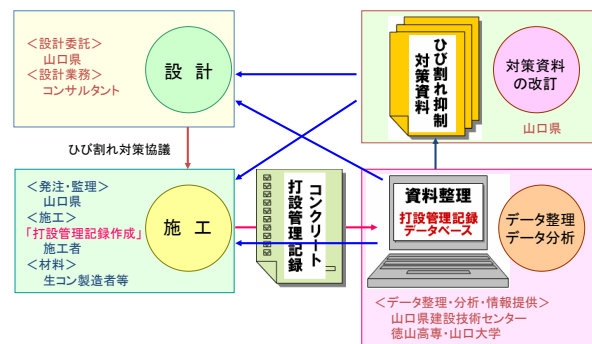 ＜設計委託＞
山口県
＜設計業務＞
コンサルタント
設 計
ひび割れ抑制
対策資料
対策資料
の改訂
山口県
ひび割れ対策協議
＜発注・監理＞
山口県
＜施工＞
「打設管理記録作成」
施工者
＜材料＞
生コン製造者等
施 工
コンクリート
打設管理記録
資料整理
打設管理記録
データベース
データ整理
データ分析
＜データ整理・分析・情報提供＞
山口県建設技術センター
徳山高専・山口大学